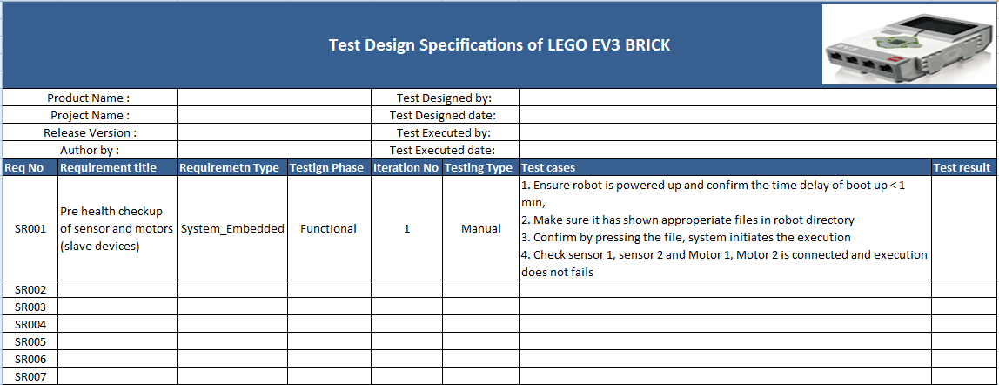 Test Design Specifications of LEGO EV3 BRICK
Product Name :
Test Designed by:
Project Name :
Test Designed date:
Release Version :
Test Executed by:
Author by :
Test Executed date:
Req No
Requirement title
Requiremetn Type
Testign Phase
Iteration No
Testing Type
Test cases
Test result
SR001
Pre health checkup
of sensor and motors
(slave devices)
System_Embedded
Functional
1
Manual
1. Ensure robot is powered up and confirm the time delay of boot up < 1
min,
2. Make sure it has shown approperiate files in robot directory
3. Confirm by pressing the file, system initiates the execution
4. Check sensor 1, sensor 2 and Motor 1, Motor 2 is connected and execution
does not fails
SR002
SR003
SR004
SR005
SR006
SR007